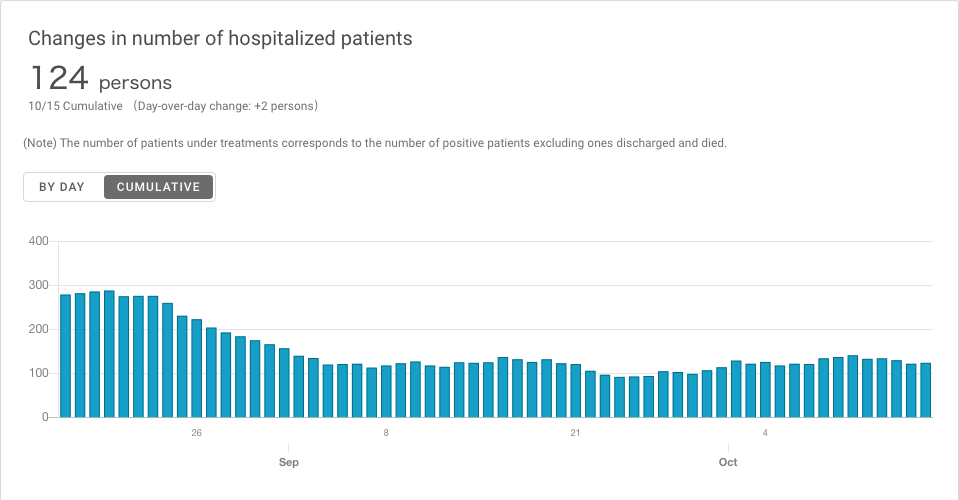 Changes in number of hospitalized patients
124 persons
10/15 Cumulative （Day-over-day change: +2 persons）
(Note) The number of patients under treatments corresponds to the number of positive patients excluding ones discharged and died.
BY DAY CUMULATIVE
400
300
200
100
0
26 8 21 4
Sep Oct